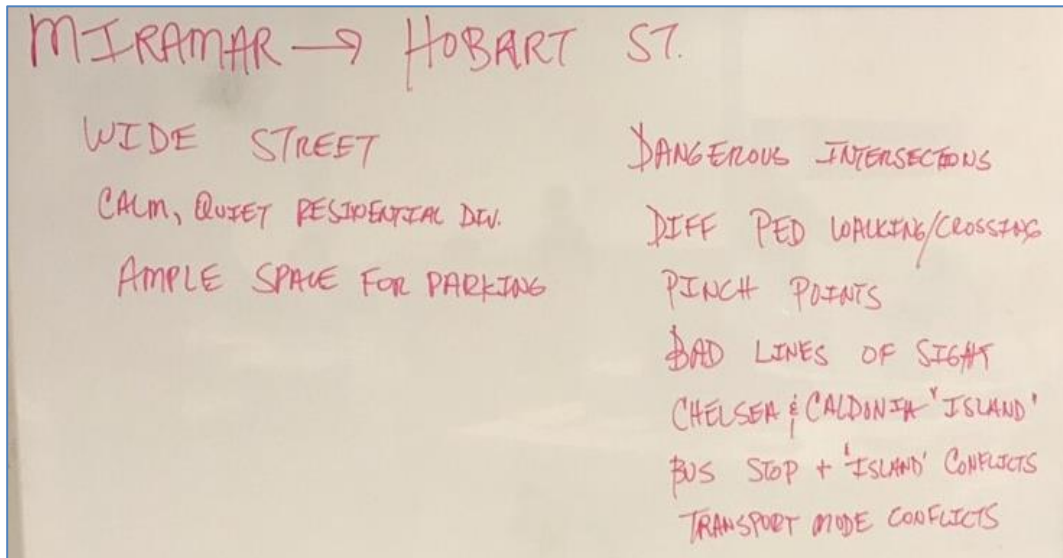 MIRAMAR → HOBART ST.
WIDE STREET
CALM, QUIET RESIDENTIAL DIV.
AMPLE SPACE FOR PARKING
DANGEROUS INTERSECTIONS
DIFF PED WALKING/CROSSING
PINCH POINTS
BAD LINES OF SIGHT
CHELSEA & CALDONIA "ISLAND'
BUS STOP + 'ISLAND' CONFLICTS
TRANSPORT MODE CONFLICTS